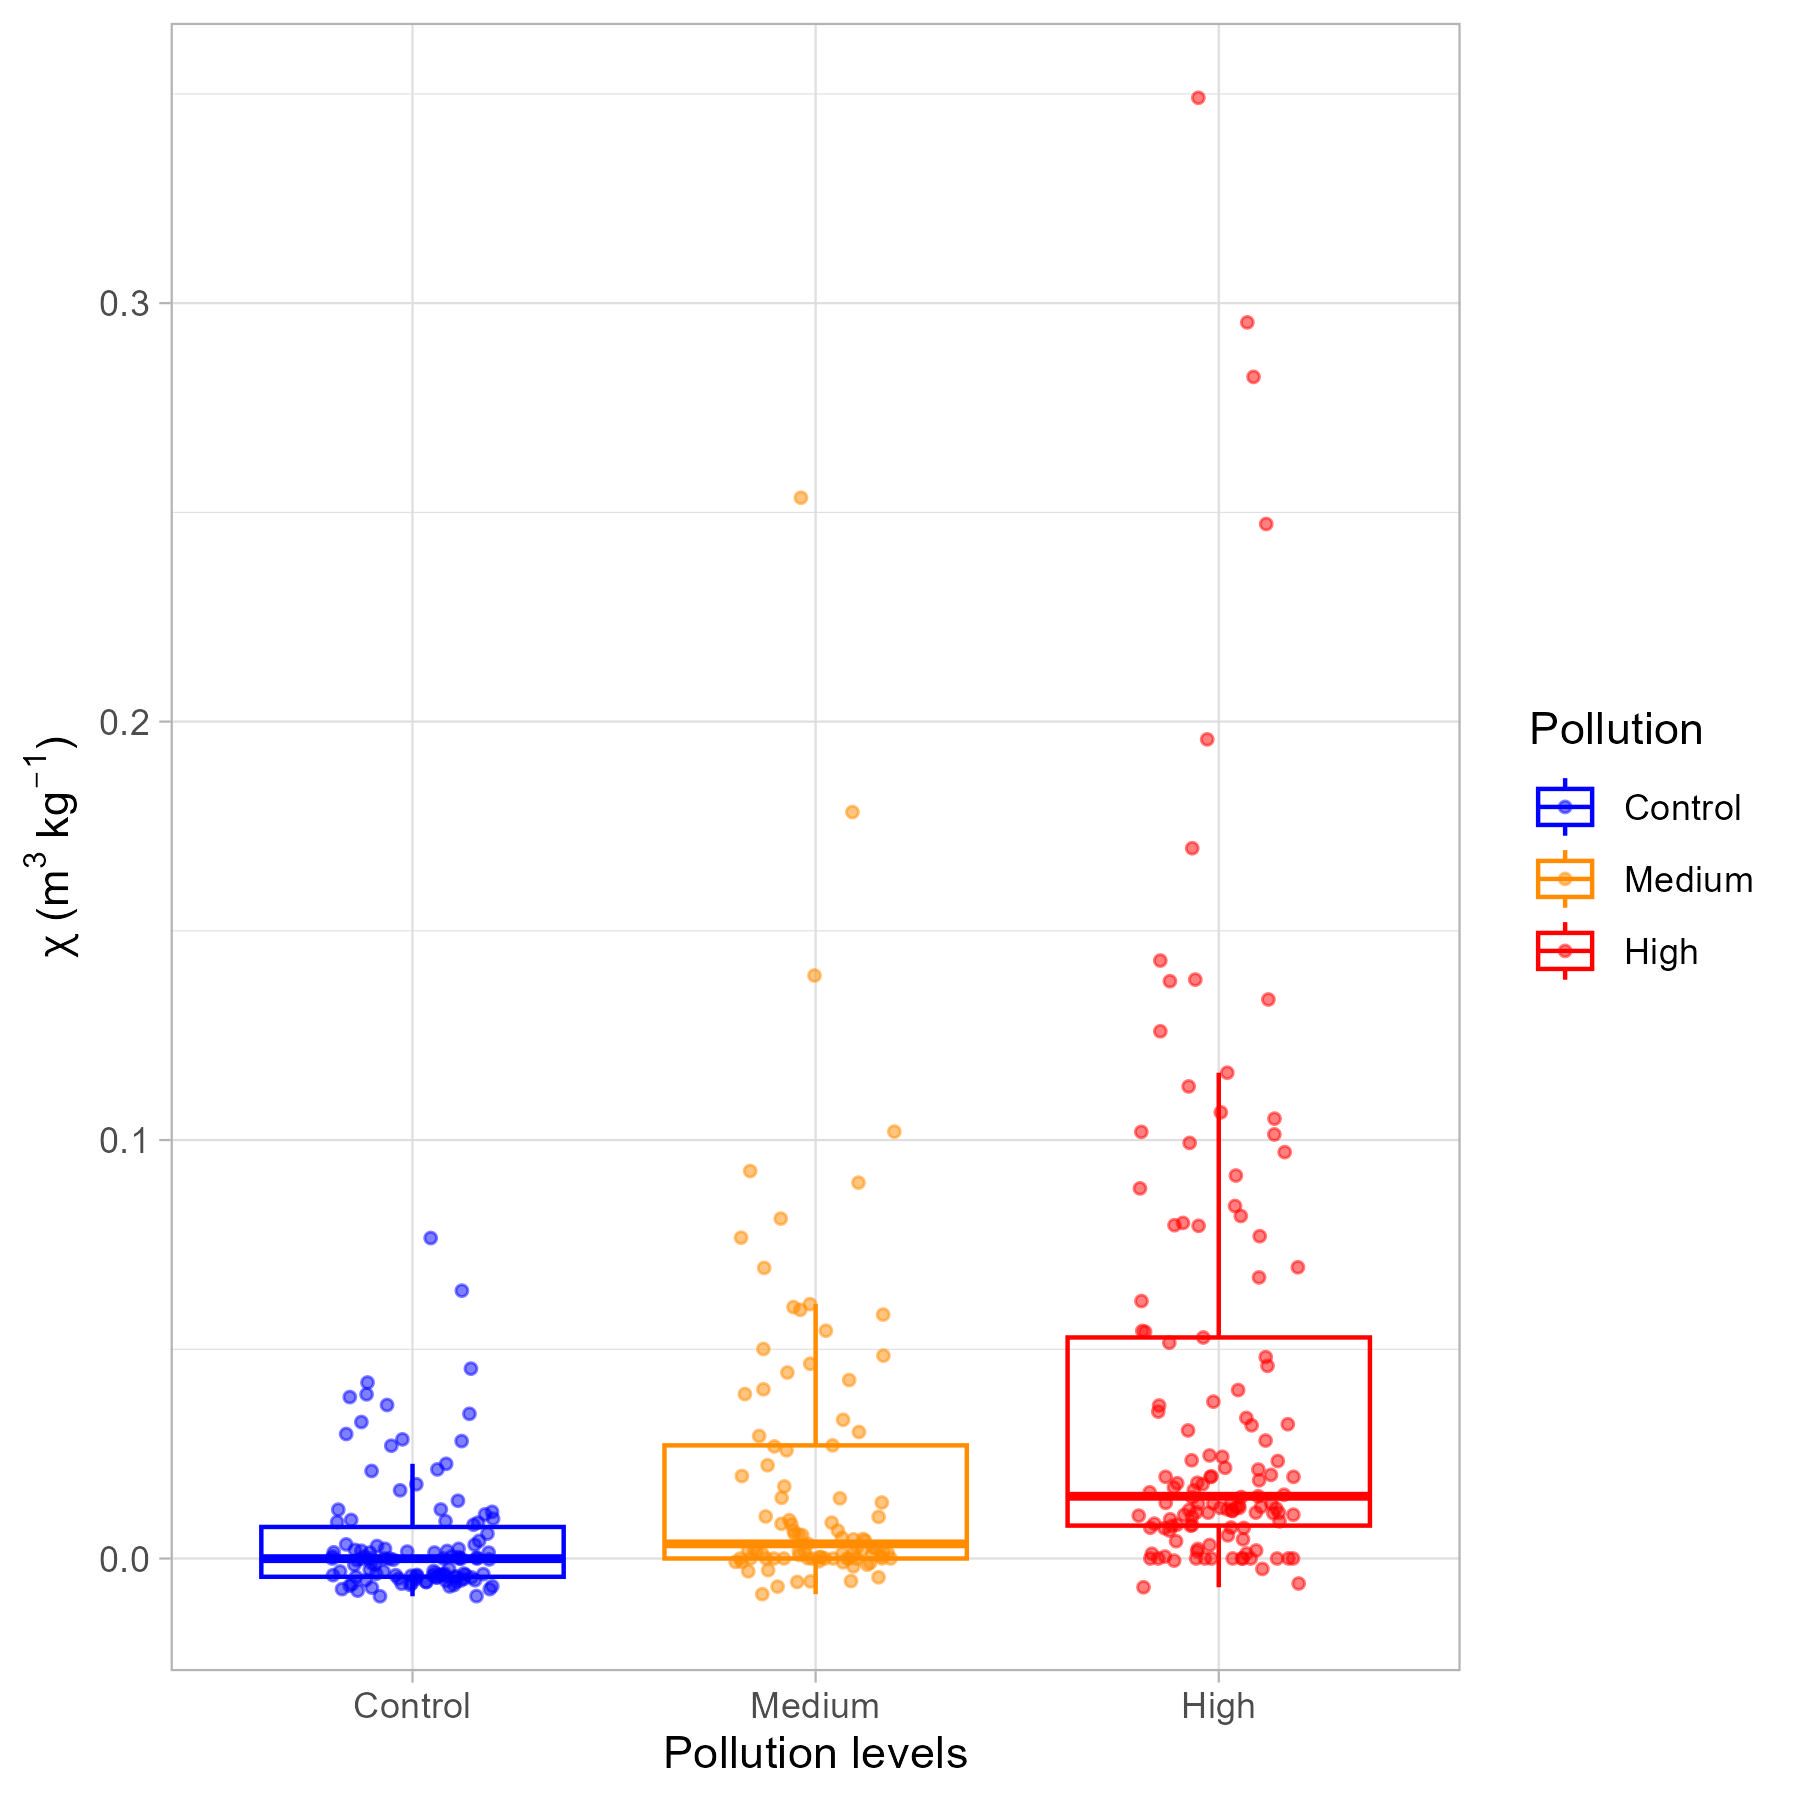 0.3
0.2
0.1
0.0
χ (m³ kg⁻¹)
Control
Medium
High
Pollution levels
Pollution
Control
Medium
High